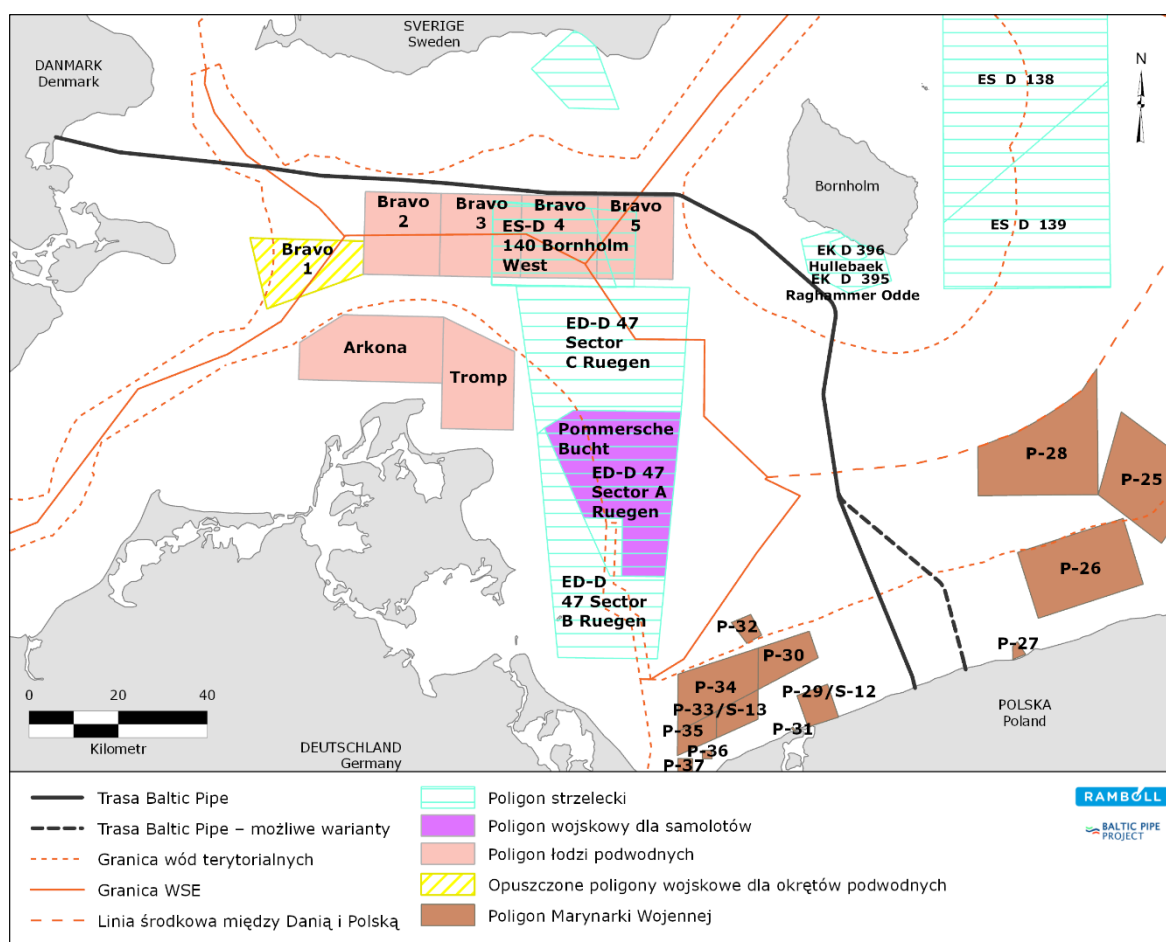 SVERIGE
Sweden
DANMARK
Denmark
N
ES D 138
Bornholm
ES D 139
Bravo
2
Bravo
3
Bravo
4
Bravo
5
ES-D
140 Bornholm
West
Bravo
1
EK D 396
Hullebaek
EK D 395
Raghammer Odde
ED-D 47
Sector
C Ruegen
Arkona
Tromp
Pommersche
Bucht
ED-D 47
Sector A
Ruegen
P-28
P-25
P-26
ED-D
47 Sector
B Ruegen
P-32
P-27
P-30
P-34
P-29/S-12
P-33/S-13
P-31
P-35
P-36
P-37
0 20 40
Kilometr
DEUTSCHLAND
Germany
POLSKA
Poland
Trasa Baltic Pipe
Trasa Baltic Pipe – możliwe warianty
Granica wód terytorialnych
Granica WSE
Linia środkowa między Danią i Polską
Poligon strzelecki
Poligon wojskowy dla samolotów
Poligon łodzi podwodnych
Opuszczone poligony wojskowe dla okrętów podwodnych
Poligon Marynarki Wojennej
RAMBOLL
BALTIC PIPE
PROJECT